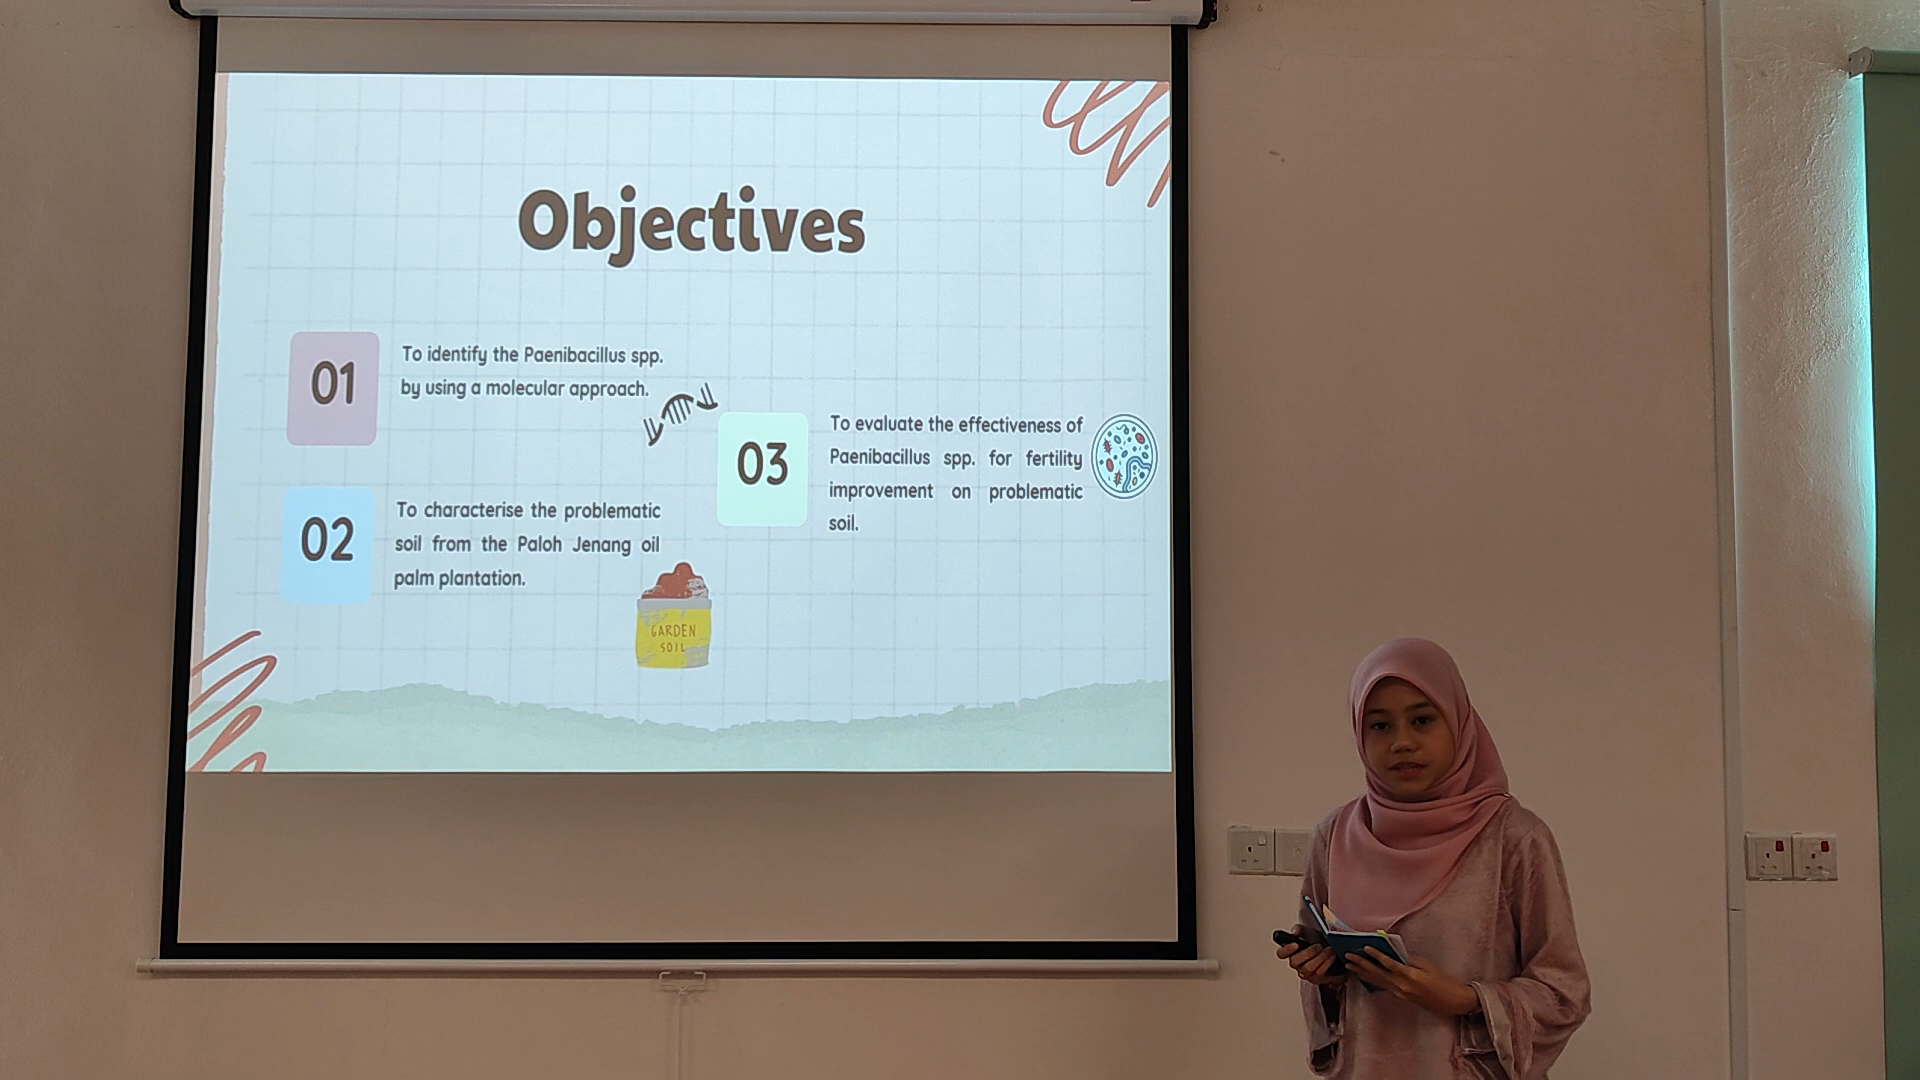 Objectives
01
To identify the Paenibacillus spp.
by using a molecular approach.
02
To characterise the problematic
soil from the Paloh Jenang oil
palm plantation.
GARDEN
SOIL
03
To evaluate the effectiveness of
Paenibacillus spp. for fertility
improvement on problematic
soil.